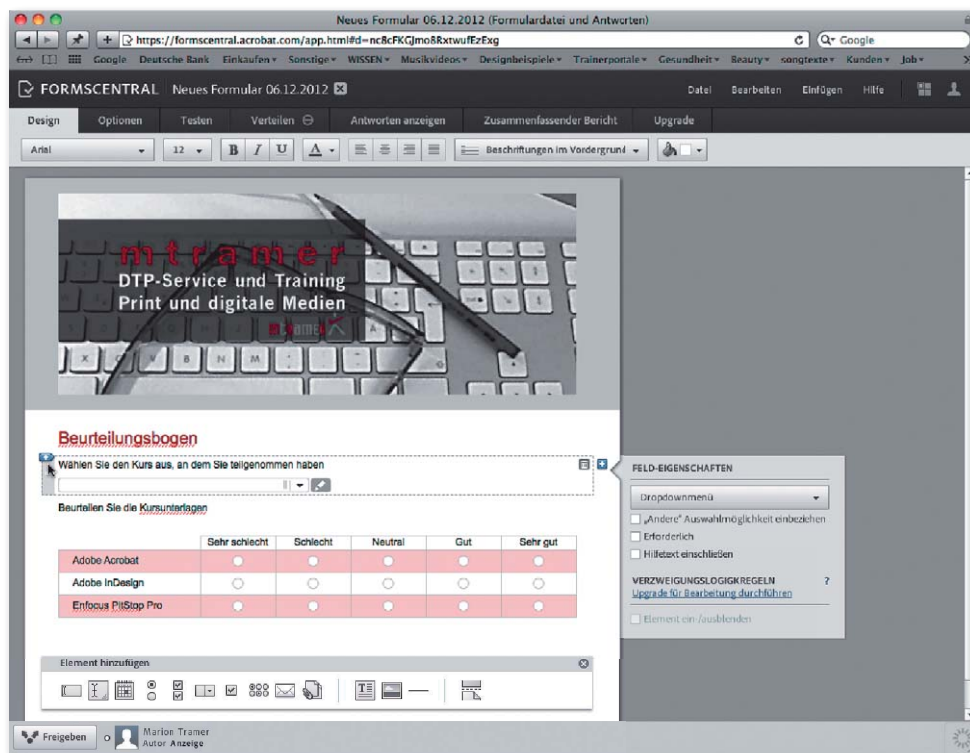 Neues Formular 06.12.2012 (Formulardatei und Antworten)
https://formscentral.acrobat.com/app.html#d=nc8cFKGJmo8RxtwufEzExg
Google
Google Deutsche Bank Einkaufen Sonstige WISSEN Musikvideos Designbeispiele Trainerportale Gesundheit Beauty songtexte Kunden Job
FORMSCENTRAL Neues Formular 06.12.2012 Datei Bearbeiten Einfügen Hilfe
Design Optionen Testen Verteilen Antworten anzeigen Zusammenfassender Bericht Upgrade
Arial 12 B I U A Beschriftungen im Vordergrund
mtramer
DTP-Service und Training
Print und digitale Medien
Beurteilungsbogen
Wählen Sie den Kurs aus, an dem Sie teilgenommen haben
Beurteilen Sie die Kursunterlagen
Sehr schlecht Schlecht Neutral Gut Sehr gut
Adobe Acrobat
Adobe InDesign
Enfocus PitStop Pro
FELD-EIGENSCHAFTEN
Dropdownmenü
„Andere" Auswahlmöglichkeit einbeziehen
Erforderlich
Hilfetext einschließen
VERZWEIGUNGSLOGIKREGELN ?
Upgrade für Bearbeitung durchführen
Element ein-/ausblenden
Element hinzufügen
Freigeben
Marion Tramer
Autor Anzeige